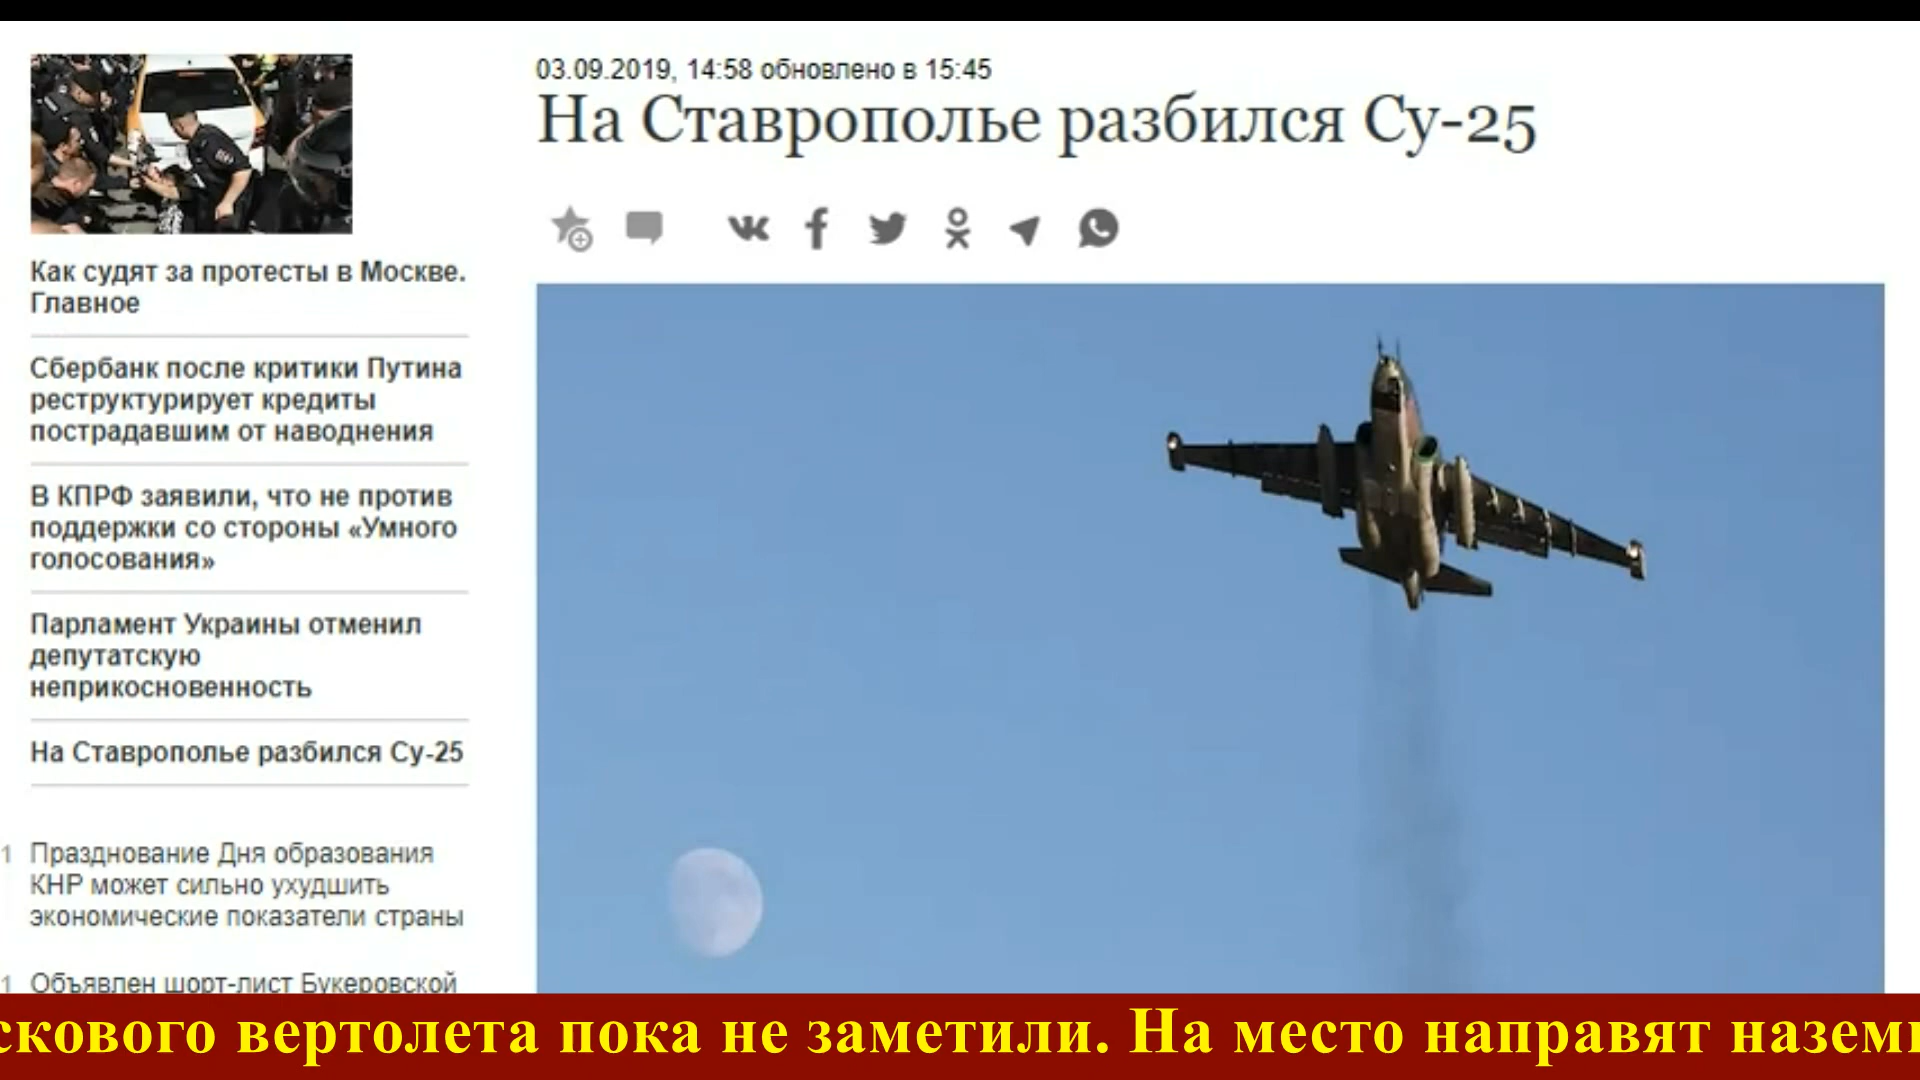 03.09.2019, 14:58 обновлено в 15:45
На Ставрополье разбился Су-25
Как судят за протесты в Москве.
Главное
Сбербанк после критики Путина
реструктурирует кредиты
пострадавшим от наводнения
В КПРФ заявили, что не против
поддержки со стороны «Умного
голосования»
Парламент Украины отменил
депутатскую
неприкосновенность
На Ставрополье разбился Су-25
1 Празднование Дня образования
КНР может сильно ухудшить
экономические показатели страны
1 Объявлен шорт-лист Букеровской
скового вертолета пока не заметили. На место направят назем